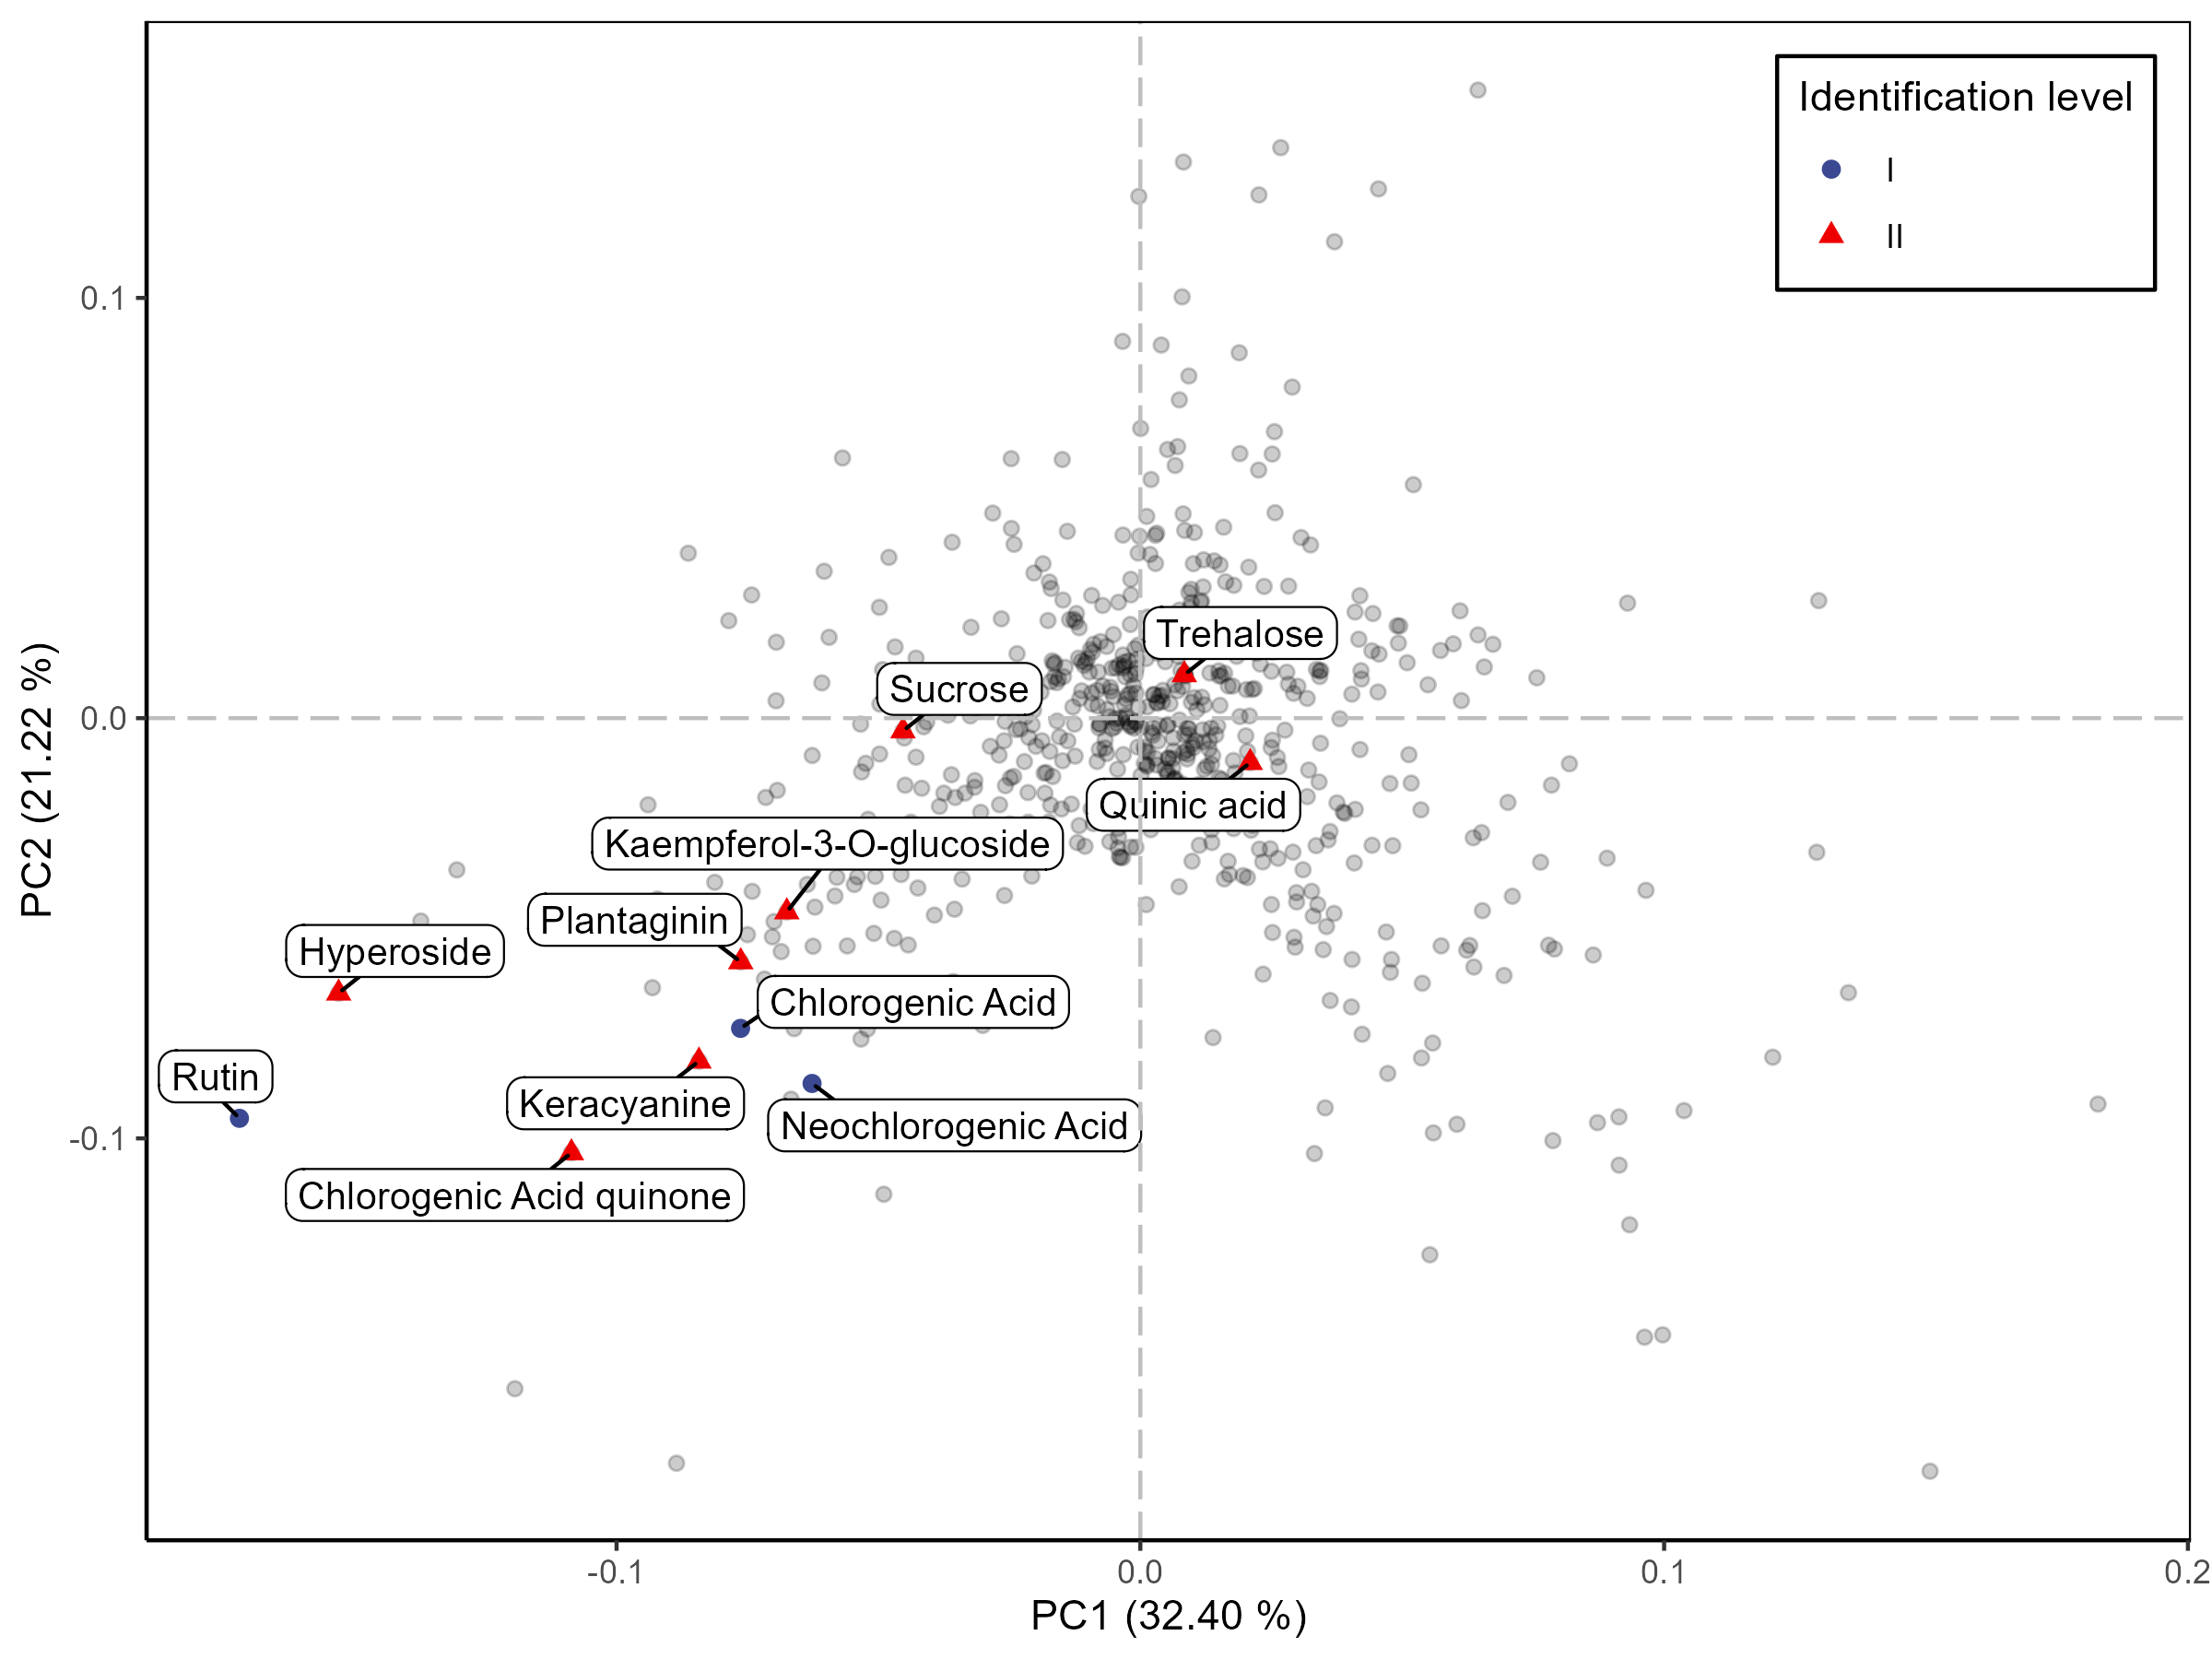 Identification level
I
II
0.1
Trehalose
Sucrose
0.0
Quinic acid
Kaempferol-3-O-glucoside
Plantaginin
Hyperoside
Chlorogenic Acid
Rutin
Keracyanine
Neochlorogenic Acid
-0.1
Chlorogenic Acid quinone
PC2 (21.22 %)
-0.1
0.0
0.1
0.2
PC1 (32.40 %)